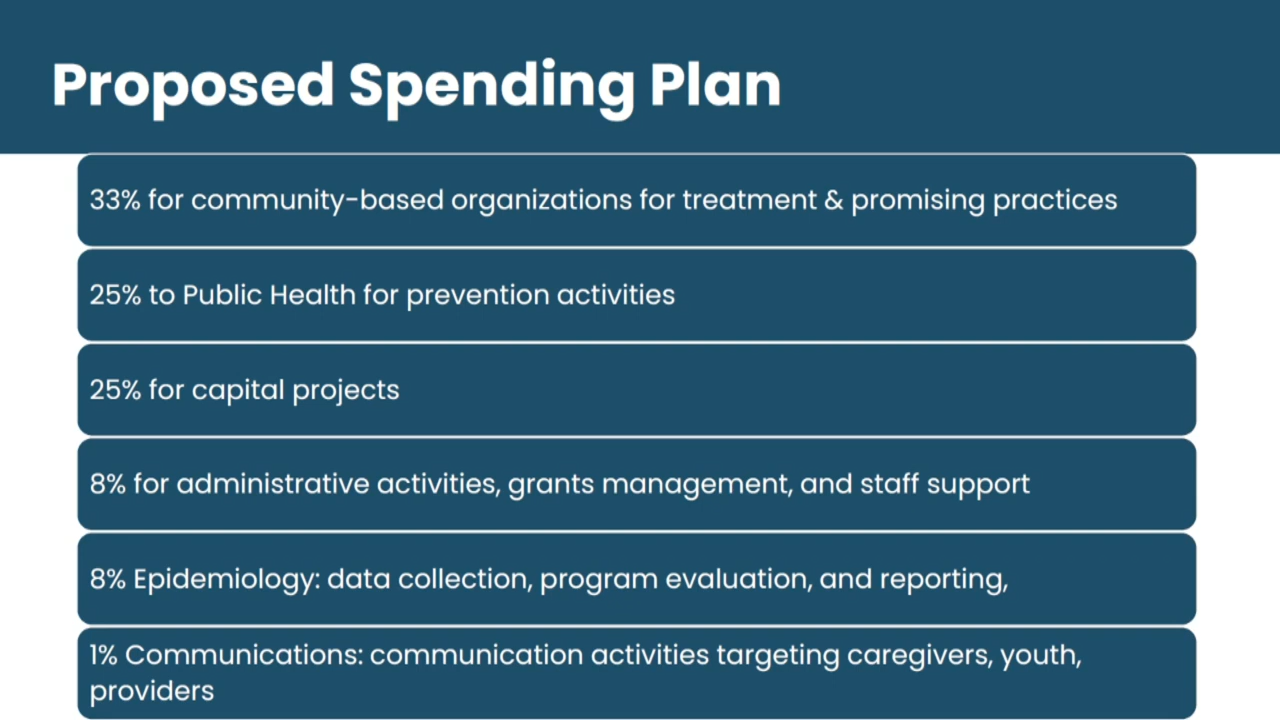 Proposed Spending Plan
33% for community-based organizations for treatment & promising practices
25% to Public Health for prevention activities
25% for capital projects
8% for administrative activities, grants management, and staff support
8% Epidemiology: data collection, program evaluation, and reporting,
1% Communications: communication activities targeting caregivers, youth,
providers